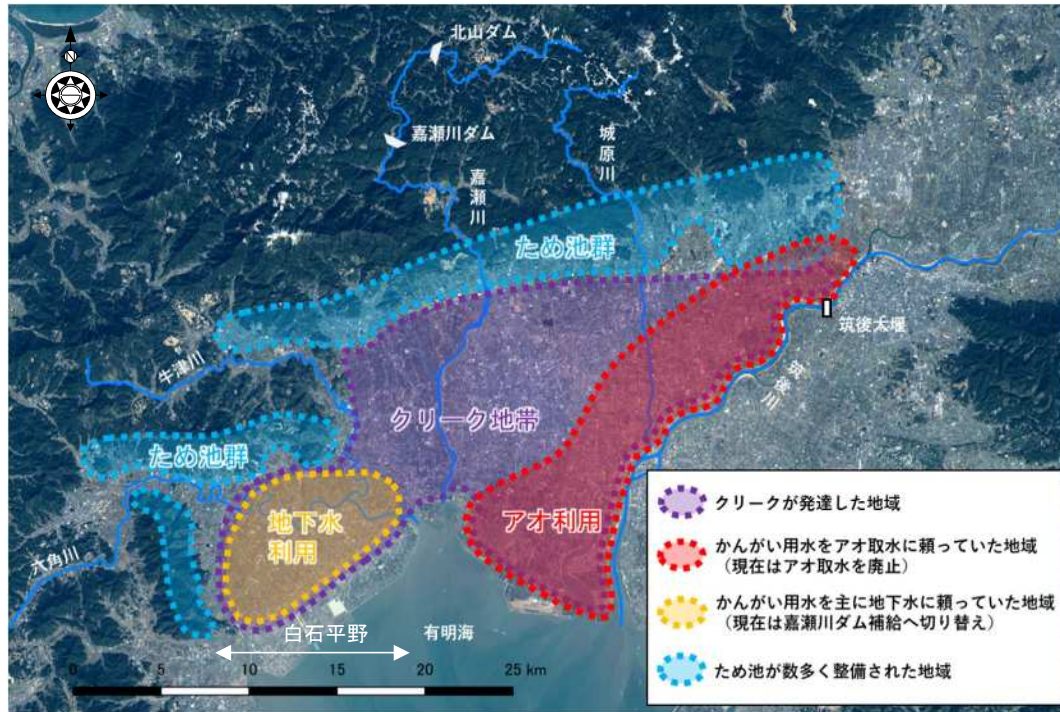 N
北山ダム
嘉瀬川ダム
嘉瀬川
城原川
ため池群
筑後大堰
筑後川
牛津川
クリーク地帯
ため池群
地下水
利用
アオ利用
六角川
白石平野
有明海
0 5 10 15 20 25 km
クリークが発達した地域
かんがい用水をアオ取水に頼っていた地域
（現在はアオ取水を廃止）
かんがい用水を主に地下水に頼っていた地域
（現在は嘉瀬川ダム補給へ切り替え）
ため池が数多く整備された地域